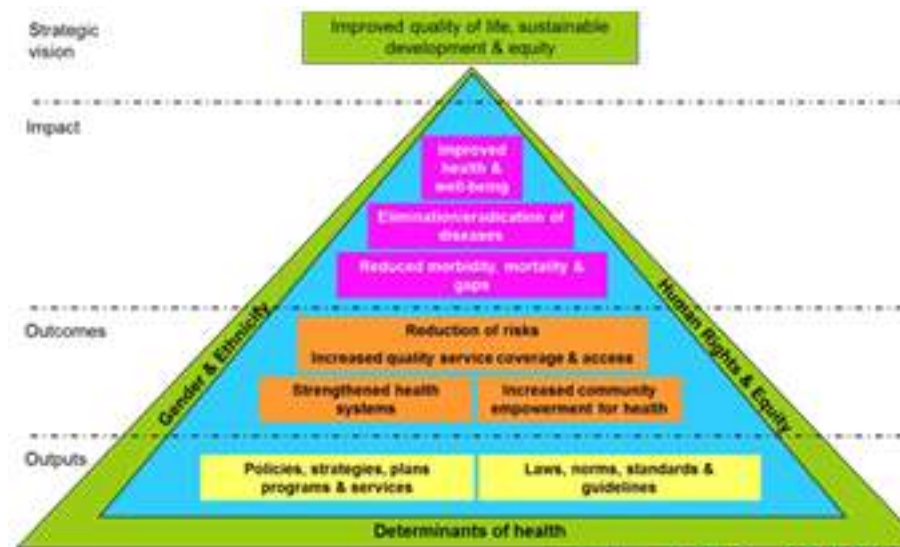 Strategic
vision
Improved quality of life, sustainable
development & equity
Impact
Improved
health &
well-being
Elimination/eradication of
diseases
Reduced morbidity, mortality &
gaps
Gender & Ethnicity
Human Rights & Equity
Outcomes
Reduction of risks
Increased quality service coverage & access
Strengthened health
systems
Increased community
empowerment for health
Outputs
Policies, strategies, plans
programs & services
Laws, norms, standards &
guidelines
Determinants of health